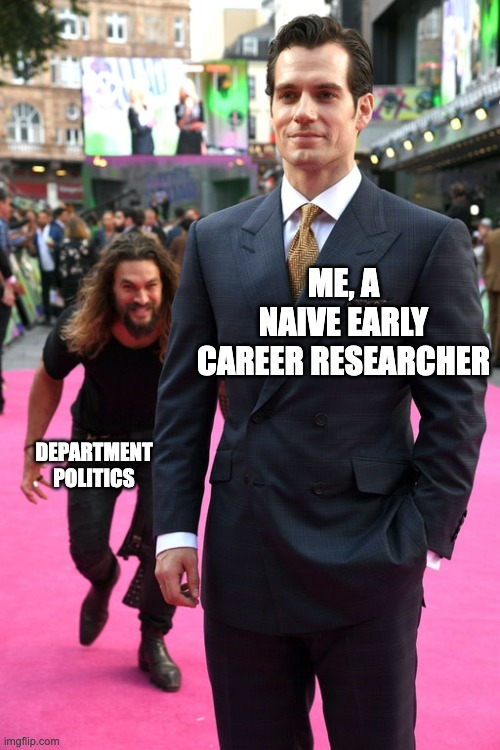 ME, A
NAIVE EARLY
CAREER RESEARCHER
DEPARTMENT
POLITICS
imgflip.com